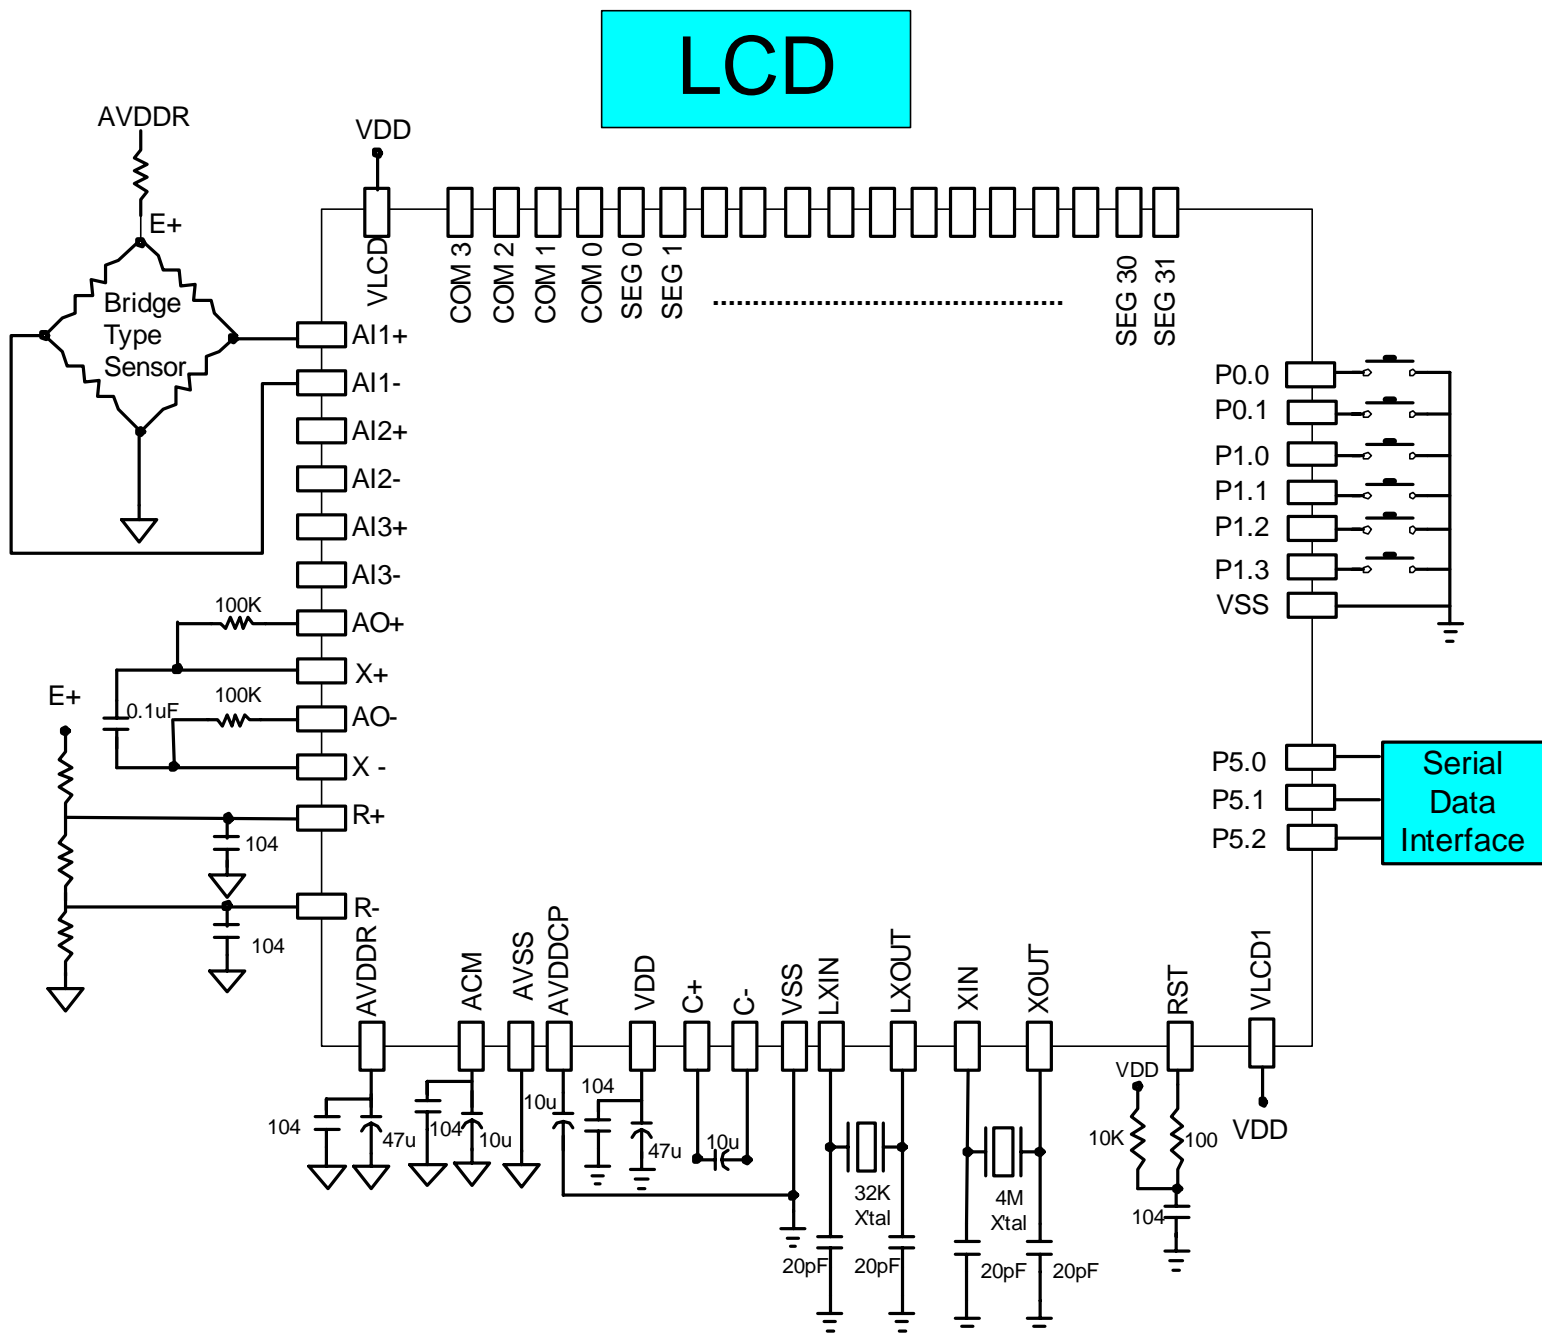 LCD
AVDDR
VDD
E+
Bridge
Type
Sensor
VLCD
COM 3
COM 2
COM 1
COM 0
SEG 0
SEG 1
SEG 30
SEG 31
AI1+
AI1-
AI2+
AI2-
AI3+
AI3-
100K
AO+
X+
E+
100K
0.1uF
AO-
X -
R+
104
R-
104
P0.0
P0.1
P1.0
P1.1
P1.2
P1.3
VSS
P5.0
P5.1
P5.2
Serial
Data
Interface
AVDDR
ACM
AVSS
AVDDCP
VDD
C+
C-
VSS
LXIN
LXOUT
XIN
XOUT
RST
VLCD1
104
47u
104
10u
10u
104
47u
10u
32K
X'tal
20pF
20pF
4M
X'tal
20pF
20pF
VDD
10K
100
104
VDD